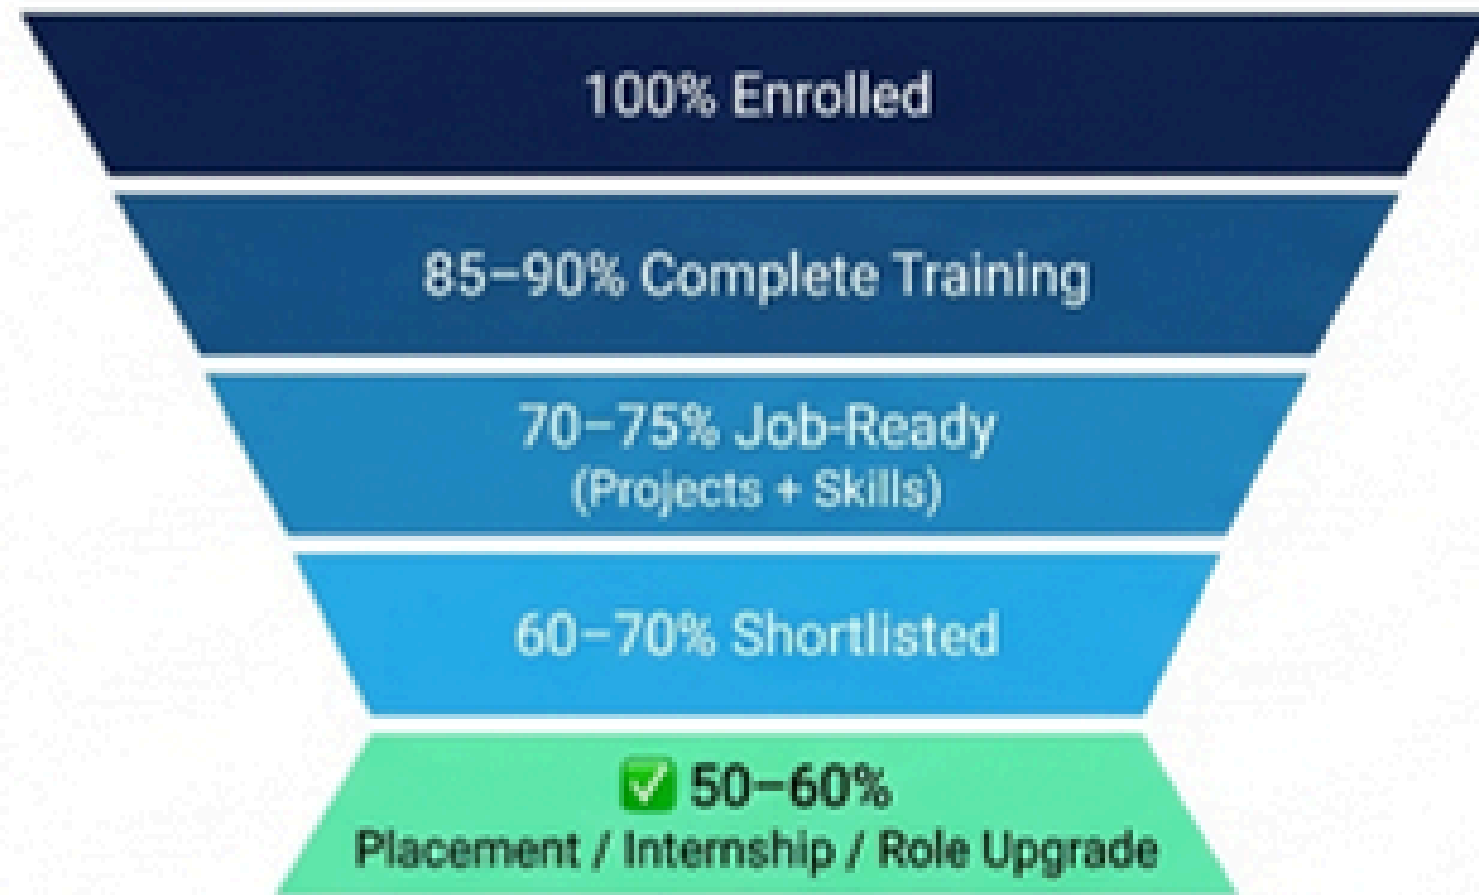 100% Enrolled
85–90% Complete Training
70–75% Job-Ready
(Projects + Skills)
60–70% Shortlisted
✅ 50–60%
Placement / Internship / Role Upgrade